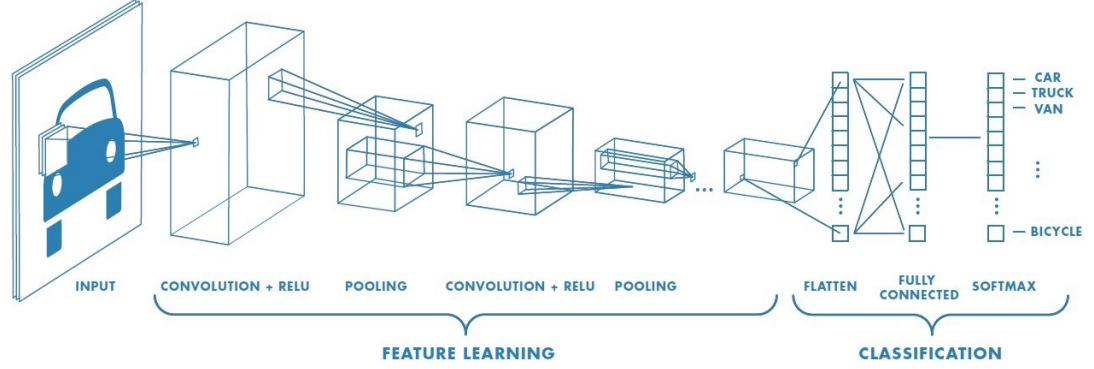 CAR
TRUCK
VAN
BICYCLE
INPUT
CONVOLUTION + RELU
POOLING
CONVOLUTION + RELU
POOLING
FLATTEN
FULLY
CONNECTED
SOFTMAX
FEATURE LEARNING
CLASSIFICATION